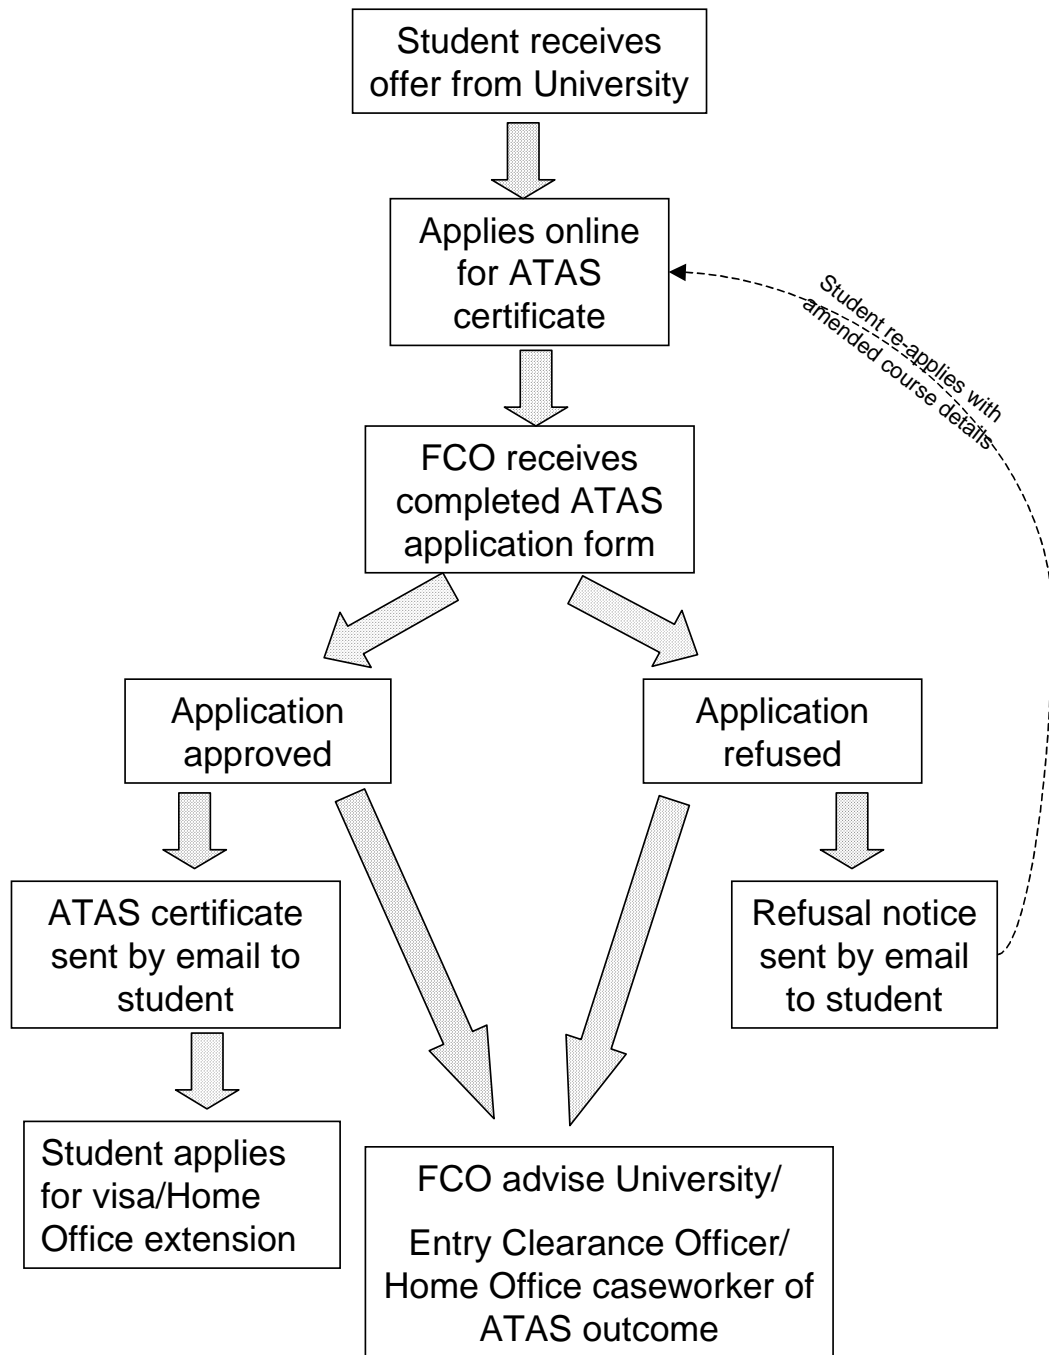 Student receives
offer from University
Applies online
for ATAS
certificate
Student re-applies with
amended course details
FCO receives
completed ATAS
application form
Application
approved
Application
refused
ATAS certificate
sent by email to
student
Refusal notice
sent by email
to student
Student applies
for visa/Home
Office extension
FCO advise University/
Entry Clearance Officer/
Home Office caseworker of
ATAS outcome